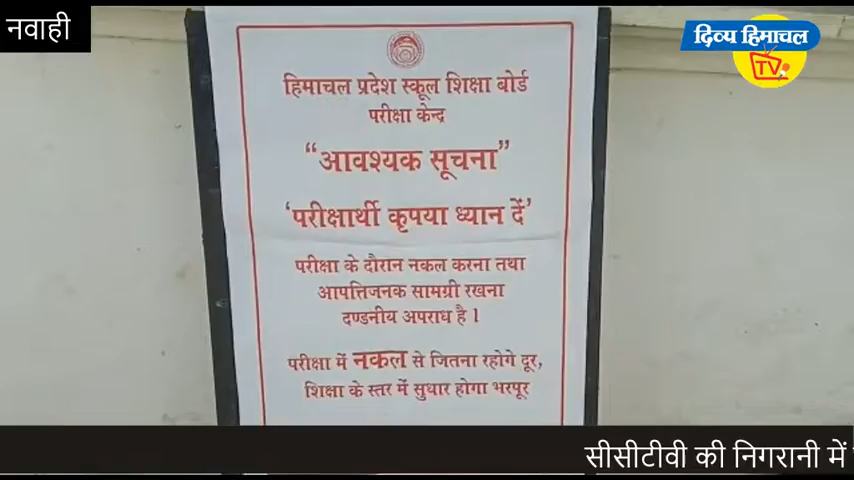 नवाही
दिव्य हिमाचल
TV
हिमाचल प्रदेश स्कूल शिक्षा बोर्ड
परीक्षा केन्द्र
“आवश्यक सूचना”
‘परीक्षार्थी कृपया ध्यान दें’
परीक्षा के दौरान नकल करना तथा
आपत्तिजनक सामग्री रखना
दण्डनीय अपराध है।
परीक्षा में नकल से जितना रहोगे दूर,
शिक्षा के स्तर में सुधार होगा भरपूर
सीसीटीवी की निगरानी में